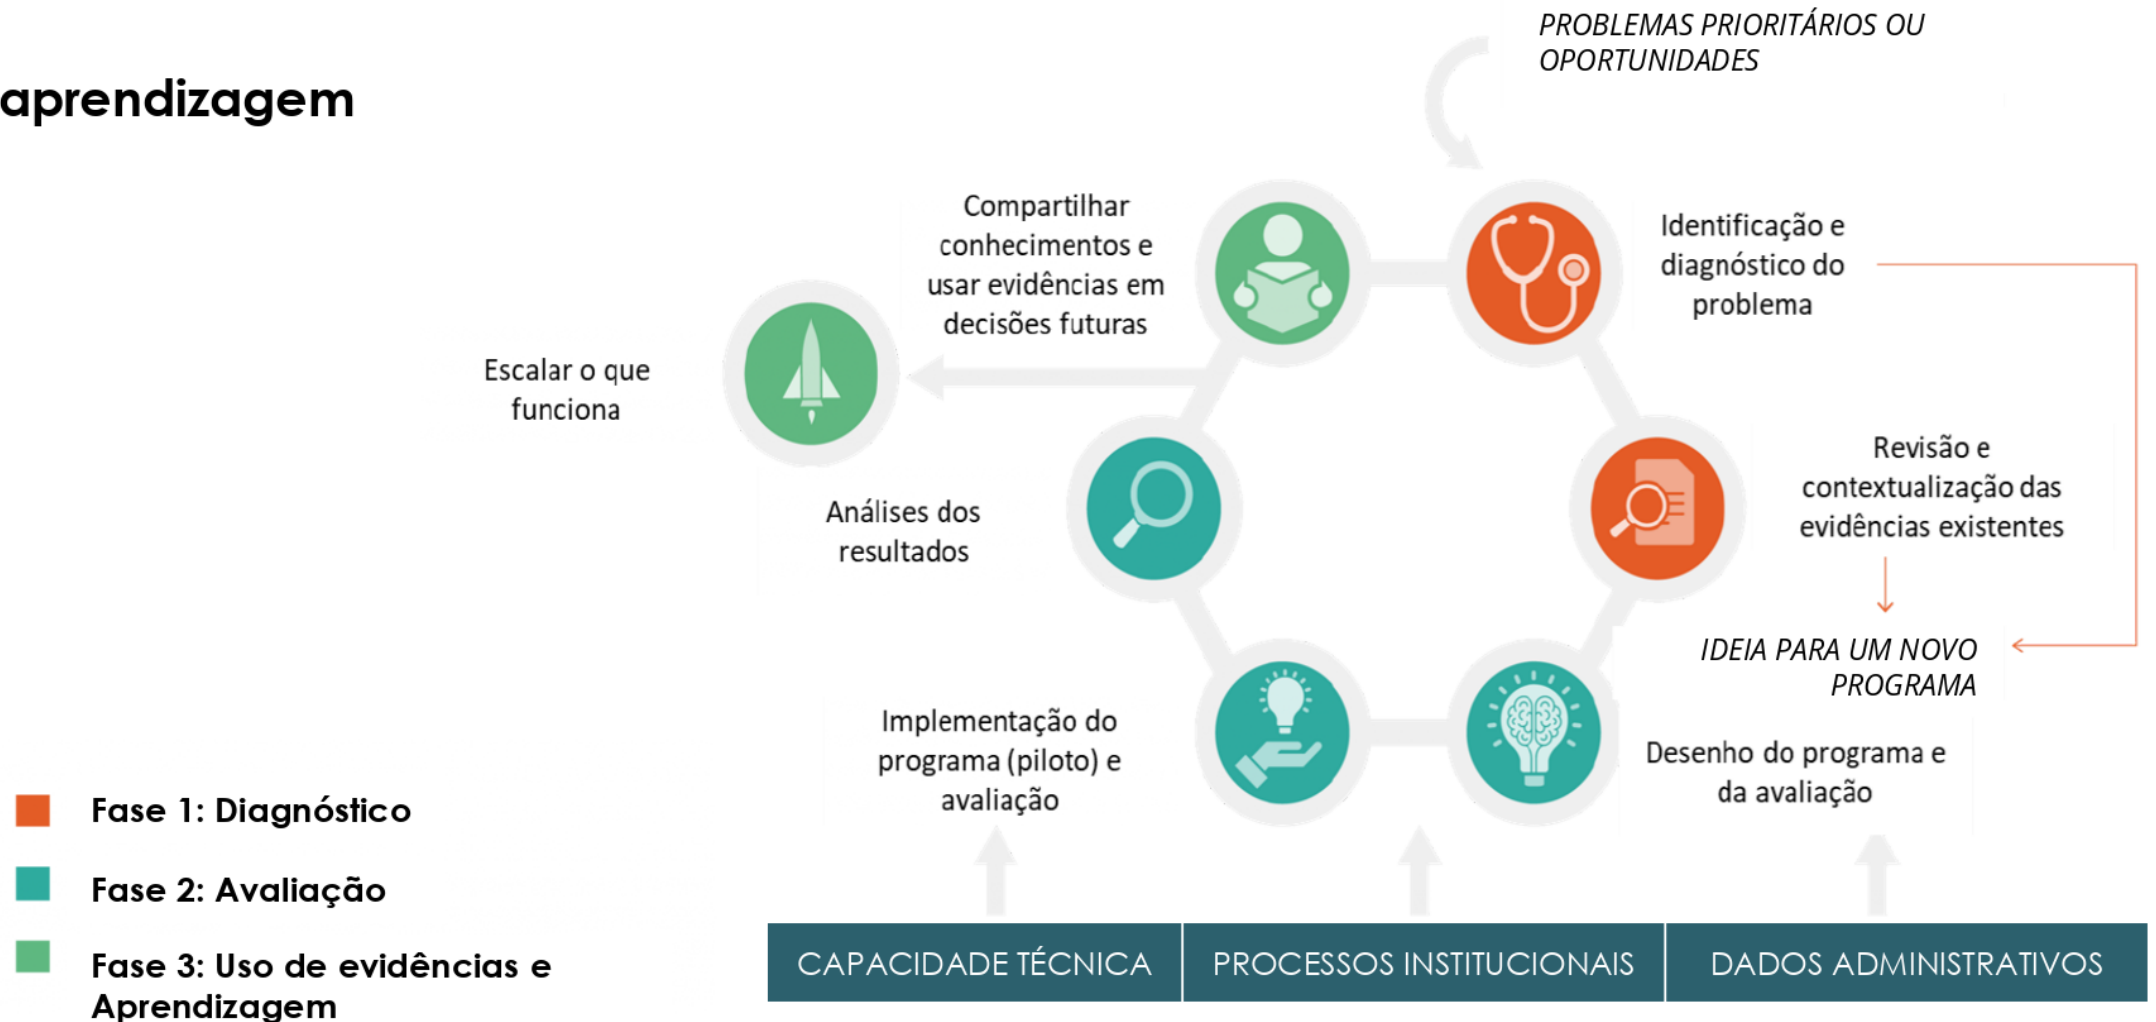 PROBLEMAS PRIORITÁRIOS OU
OPORTUNIDADES
aprendizagem
Compartilhar
conhecimentos e
usar evidências em
decisões futuras
Identificação e
diagnóstico do
problema
Escalar o que
funciona
Revisão e
contextualização das
evidências existentes
Análises dos
resultados
IDEIA PARA UM NOVO
PROGRAMA
Implementação do
programa (piloto) e
avaliação
Desenho do programa e
da avaliação
Fase 1: Diagnóstico
Fase 2: Avaliação
Fase 3: Uso de evidências e
Aprendizagem
CAPACIDADE TÉCNICA
PROCESSOS INSTITUCIONAIS
DADOS ADMINISTRATIVOS